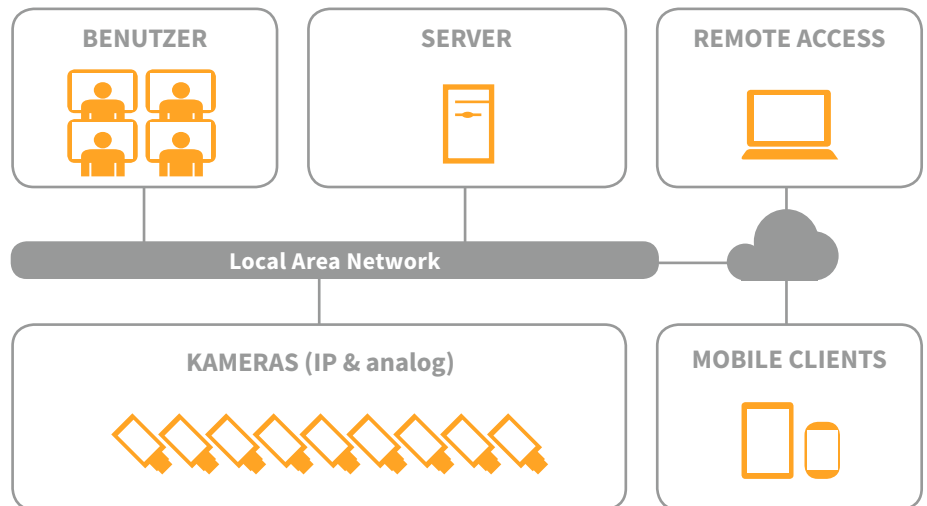 BENUTZER
SERVER
REMOTE ACCESS
Local Area Network
KAMERAS (IP & analog)
MOBILE CLIENTS